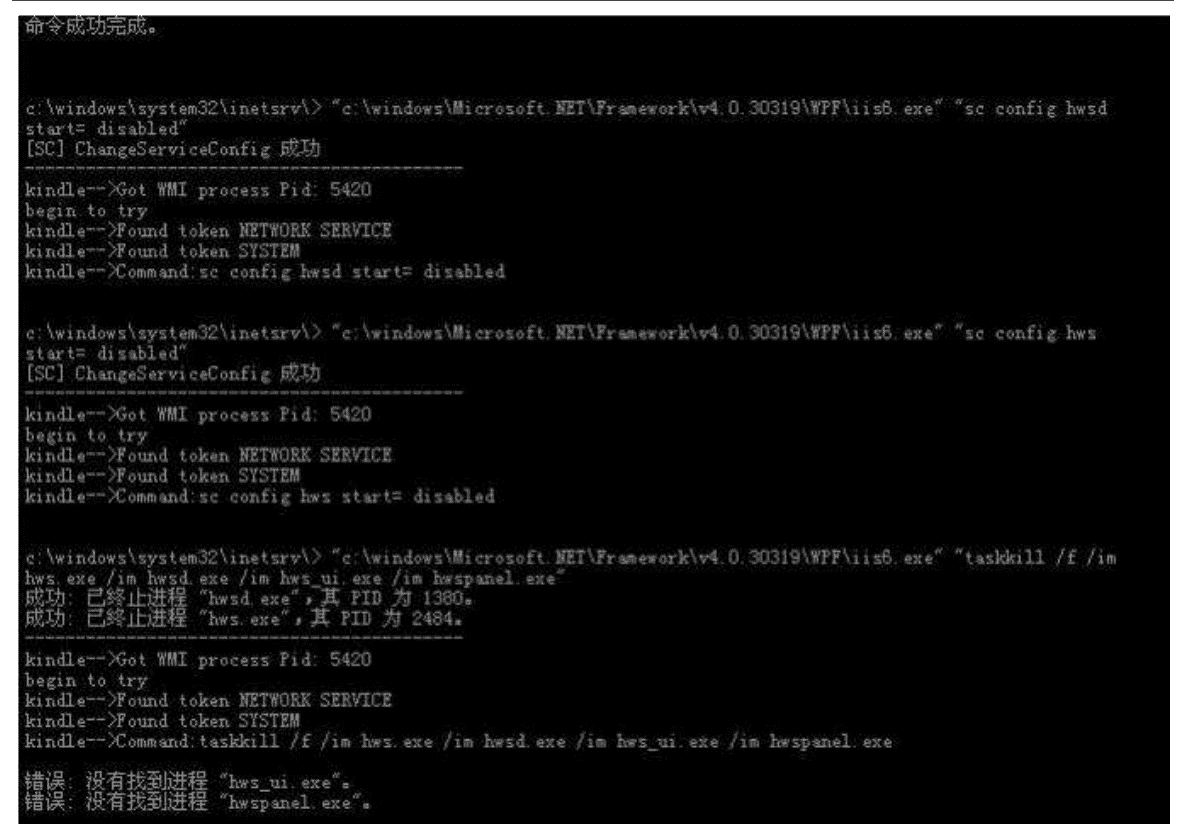 命令成功完成。
c:\windows\system32\inetsrv\> "c:\windows\Microsoft.NET\Framework\v4.0.30319\WPF\iis6.exe" "sc config hwsd
start= disabled"
[SC] ChangeServiceConfig 成功
---------------------------------------------
kindle-->Got WMI process Pid: 5420
begin to try
kindle-->Found token NETWORK SERVICE
kindle-->Found token SYSTEM
kindle-->Command:sc config hwsd start= disabled
c:\windows\system32\inetsrv\> "c:\windows\Microsoft.NET\Framework\v4.0.30319\WPF\iis6.exe" "sc config hws
start= disabled"
[SC] ChangeServiceConfig 成功
---------------------------------------------
kindle-->Got WMI process Pid: 5420
begin to try
kindle-->Found token NETWORK SERVICE
kindle-->Found token SYSTEM
kindle-->Command:sc config hws start= disabled
c:\windows\system32\inetsrv\> "c:\windows\Microsoft.NET\Framework\v4.0.30319\WPF\iis6.exe" "taskkill /f /im
hws.exe /im hwsd.exe /im hws_ui.exe /im hwspanel.exe"
成功: 已终止进程 "hwsd.exe"，其 PID 为 1380。
成功: 已终止进程 "hws.exe"，其 PID 为 2484。
---------------------------------------------
kindle-->Got WMI process Pid: 5420
begin to try
kindle-->Found token NETWORK SERVICE
kindle-->Found token SYSTEM
kindle-->Command:taskkill /f /im hws.exe /im hwsd.exe /im hws_ui.exe /im hwspanel.exe
错误: 没有找到进程 "hws_ui.exe"。
错误: 没有找到进程 "hwspanel.exe"。